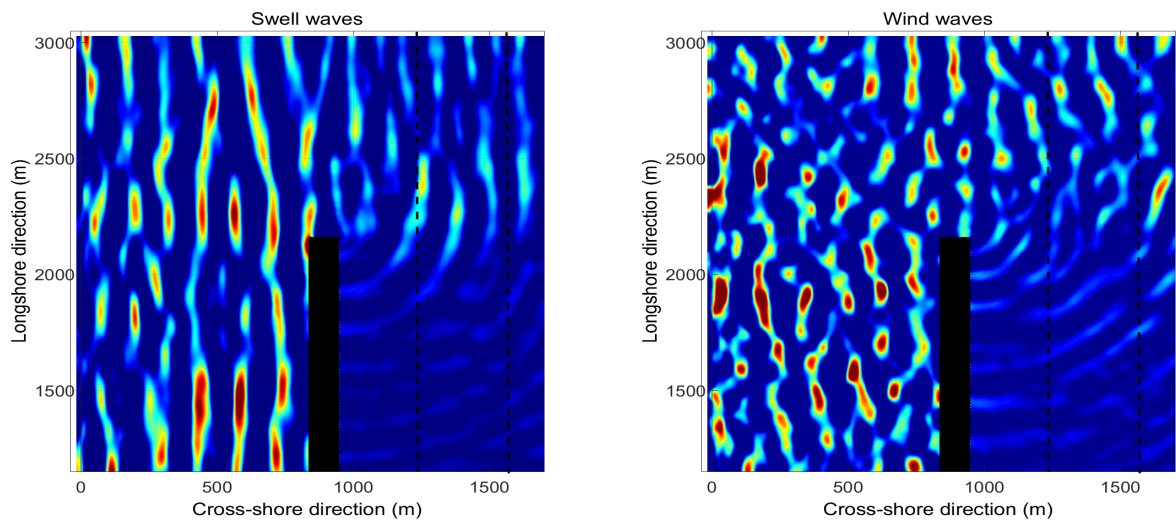 Swell waves
Wind waves
3000
2500
2000
1500
Longshore direction (m)
0
500
1000
1500
Cross-shore direction (m)
3000
2500
2000
1500
Longshore direction (m)
0
500
1000
1500
Cross-shore direction (m)